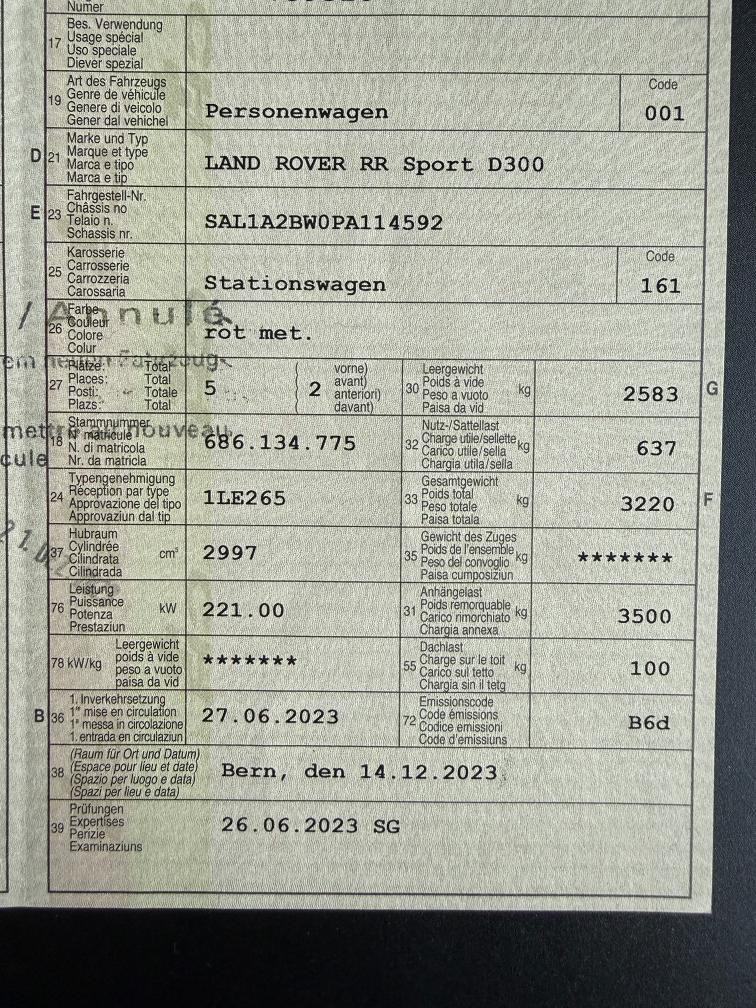 Numer
17 Bes. Verwendung
Usage spécial
Uso speciale
Diever spezial
19 Art des Fahrzeugs
Genre de véhicule
Genere di veicolo
Gener dal vehichel
Personenwagen
Code
001
D 21 Marke und Typ
Marque et type
Marca e tipo
Marca e tip
LAND ROVER RR Sport D300
E 23 Fahrgestell-Nr.
Châssis no
Telaio n.
Schassis nr.
SAL1A2BW0PA114592
25 Karosserie
Carrosserie
Carrozzeria
Carossaria
Stationswagen
Code
161
/ Annulé
26 Farbe
Couleur
Colore
Colur
rot met.
27 Plätze: Total
Places: Total
Posti: Totale
Plazs: Total
5
( 2 vorne)
avant)
anteriori)
davant)
30 Leergewicht
Poids à vide
Peso a vuoto
Paisa da vid
kg
2583
G
mettre au nouveau
cule
18 Stammnummer
N° matricule
N. di matricola
Nr. da matricla
686.134.775
32 Nutz-/Sattellast
Charge utile/sellette
Carico utile/sella
Chargia utila/sella
kg
637
24 Typengenehmigung
Réception par type
Approvazione del tipo
Approvaziun dal tip
1LE265
33 Gesamtgewicht
Poids total
Peso totale
Paisa totala
kg
3220
F
37 Hubraum
Cylindrée
Cilindrata
Cilindrada
cm³
2997
35 Gewicht des Zuges
Poids de l'ensemble
Peso del convoglio
Paisa cumposiziun
kg
*******
76 Leistung
Puissance
Potenza
Prestaziun
kW
221.00
31 Anhängelast
Poids remorquable
Carico rimorchiato
Chargia annexa
kg
3500
78 kW/kg Leergewicht
poids à vide
peso a vuoto
paisa da vid
*******
55 Dachlast
Charge sur le toit
Carico sul tetto
Chargia sin il tetg
kg
100
B 36 1. Inverkehrsetzung
1re mise en circulation
1a messa in circolazione
1. entrada en circulaziun
27.06.2023
72 Emissionscode
Code émissions
Codice emissioni
Code d'emissiuns
B6d
38 (Raum für Ort und Datum)
(Espace pour lieu et date)
(Spazio per luogo e data)
(Spazi per lieu e data)
Bern, den 14.12.2023
39 Prüfungen
Expertises
Perizie
Examinaziuns
26.06.2023 SG